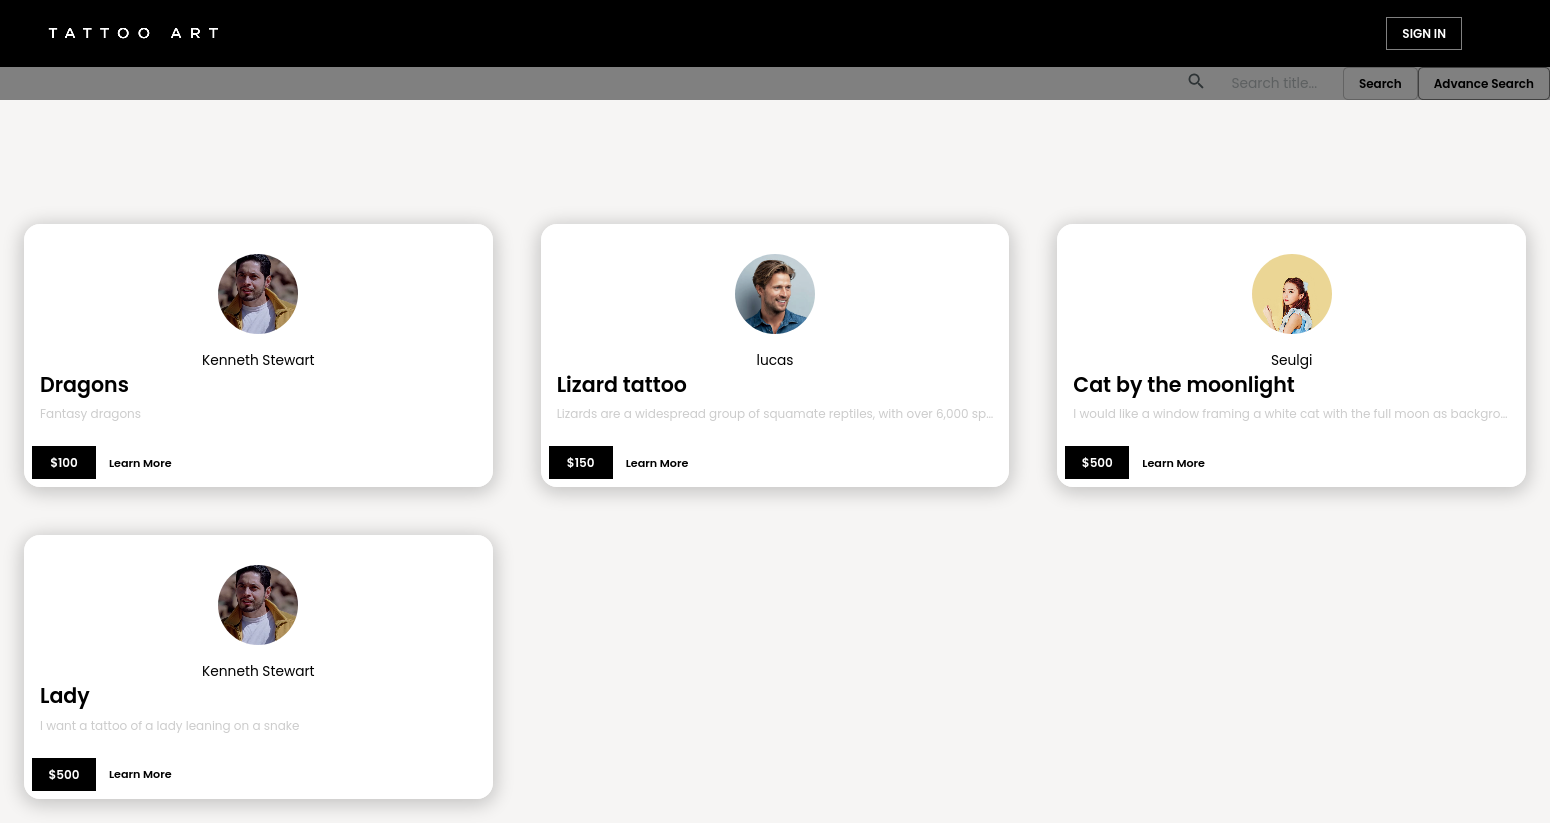 TATTOO ART
SIGN IN
Search title...
Search
Advance Search
Kenneth Stewart
Dragons
Fantasy dragons
$100
Learn More
lucas
Lizard tattoo
Lizards are a widespread group of squamate reptiles, with over 6,000 sp...
$150
Learn More
Seulgi
Cat by the moonlight
I would like a window framing a white cat with the full moon as backgro...
$500
Learn More
Kenneth Stewart
Lady
I want a tattoo of a lady leaning on a snake
$500
Learn More